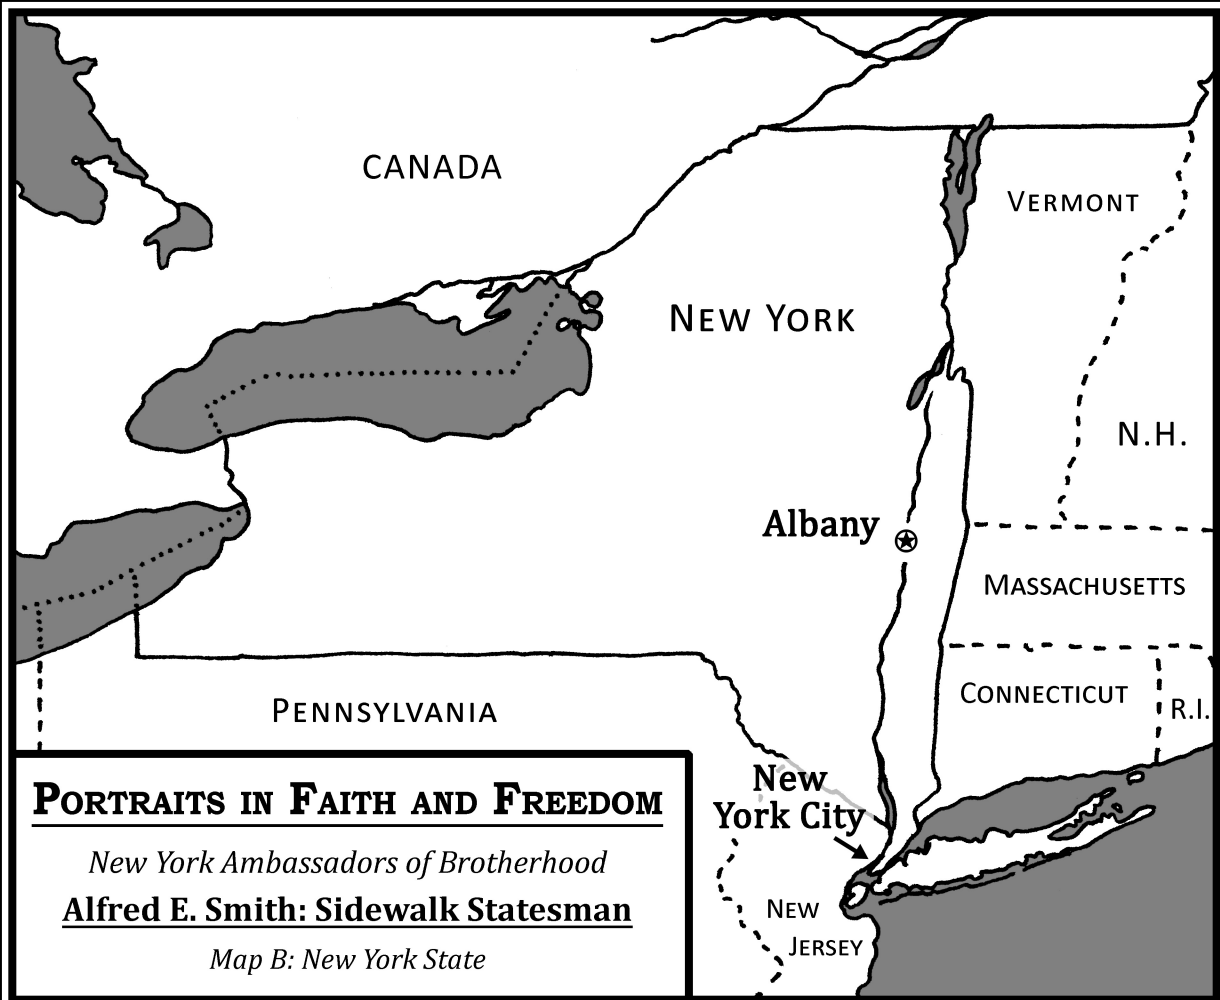 CANADA
VERMONT
NEW YORK
N.H.
Albany
MASSACHUSETTS
CONNECTICUT
R.I.
PENNSYLVANIA
New
York City
NEW
JERSEY
PORTRAITS IN FAITH AND FREEDOM
New York Ambassadors of Brotherhood
Alfred E. Smith: Sidewalk Statesman
Map B: New York State